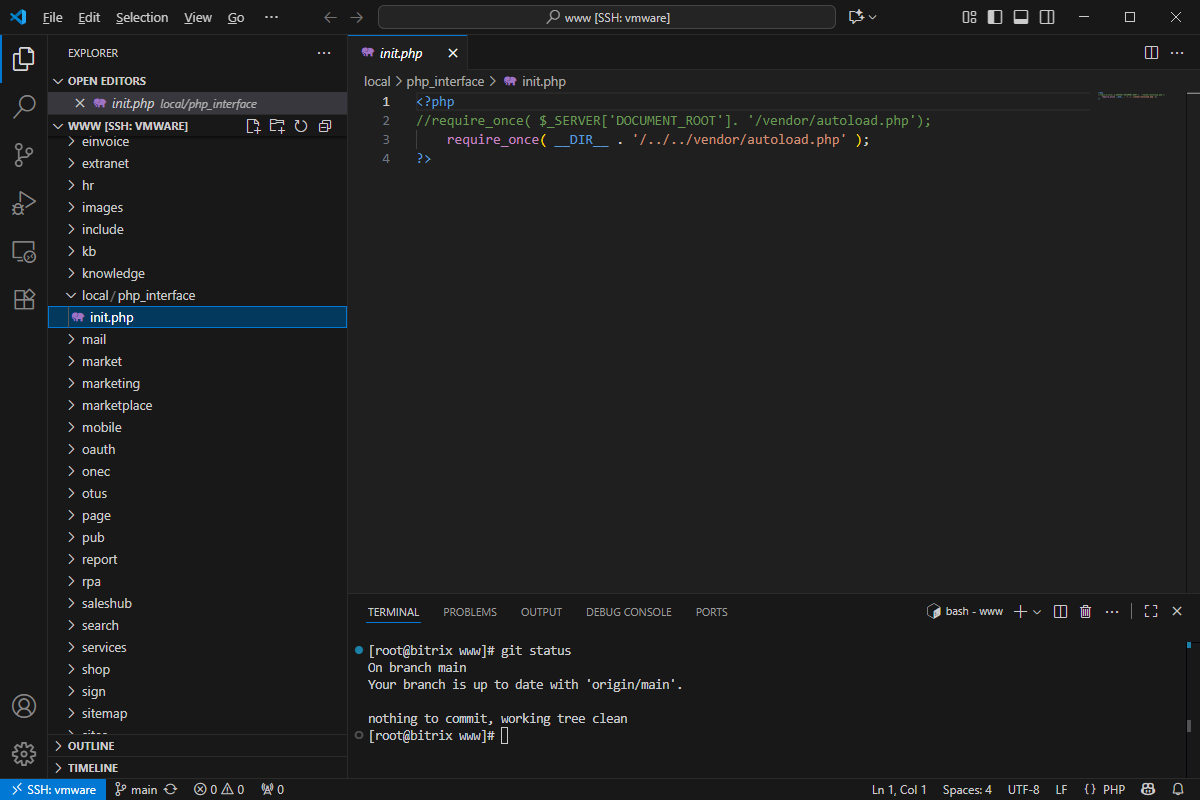 File Edit Selection View Go ··· www [SSH: vmware]
EXPLORER ···
OPEN EDITORS
init.php local/php_interface
WWW [SSH: VMWARE]
einvoice
extranet
hr
images
include
kb
knowledge
local / php_interface
init.php
mail
market
marketing
marketplace
mobile
oauth
onec
otus
page
pub
report
rpa
saleshub
search
services
shop
sign
sitemap
OUTLINE
TIMELINE
init.php
local > php_interface > init.php
1 <?php
2 //require_once( $_SERVER['DOCUMENT_ROOT']. '/vendor/autoload.php');
3 require_once( __DIR__ . '/../../vendor/autoload.php' );
4 ?>
TERMINAL PROBLEMS OUTPUT DEBUG CONSOLE PORTS bash - www
[root@bitrix www]# git status
On branch main
Your branch is up to date with 'origin/main'.
nothing to commit, working tree clean
[root@bitrix www]#
SSH: vmware main 0 0 0 Ln 1, Col 1 Spaces: 4 UTF-8 LF { } PHP